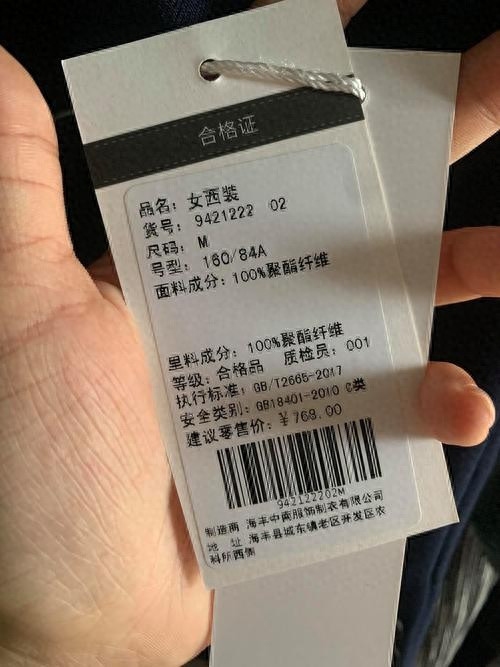 合格证
品名: 女西装
货号: 9421222 02
尺码: M
号型: 160/84A
面料成分: 100%聚酯纤维
里料成分: 100%聚酯纤维
等级: 合格品 质检员: 001
执行标准: GB/T2665-2017
安全类别: GB18401-2010 C类
建议零售价: ¥769.00
942122202M
制造商 海丰中南服饰制衣有限公司
地 址 海丰县城东镇老区开发区农
科所西侧